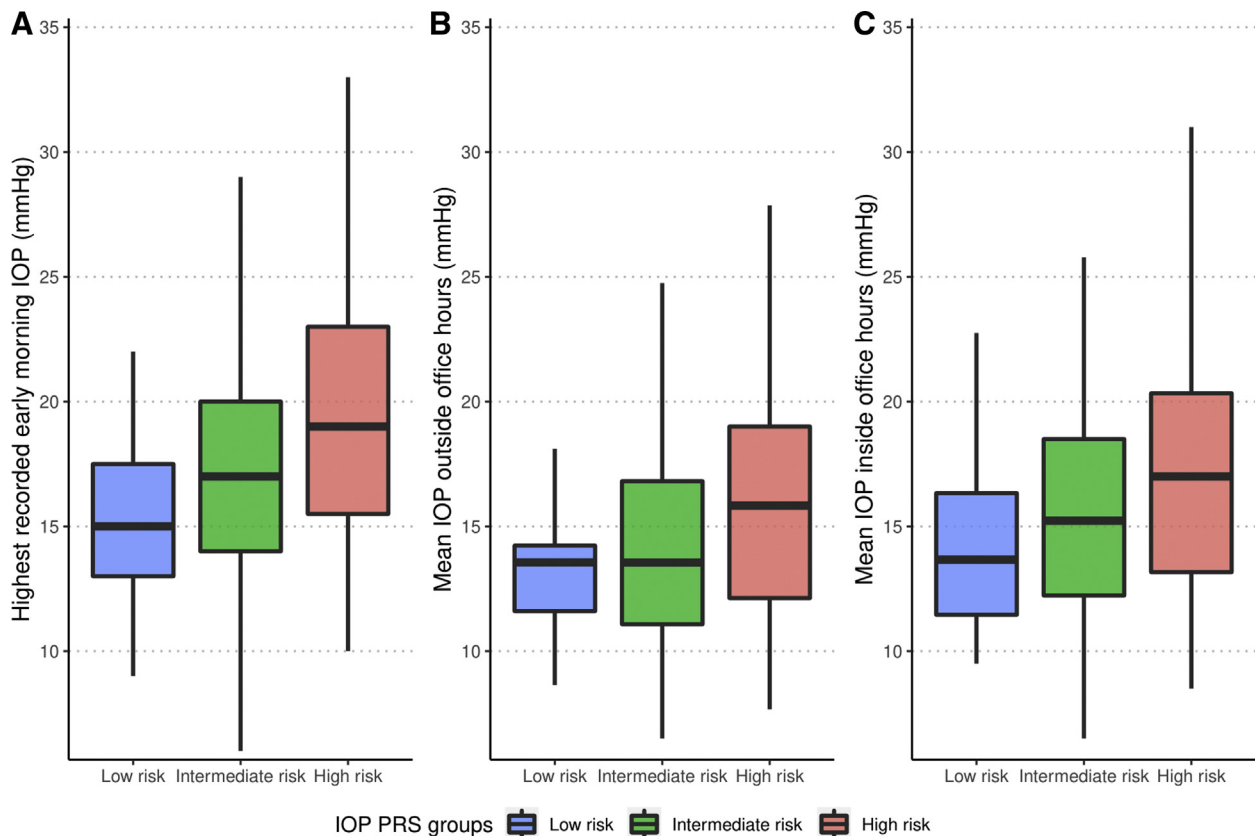 A
Highest recorded early morning IOP (mmHg)
35
30
25
20
15
10
Low risk Intermediate risk High risk
B
Mean IOP outside office hours (mmHg)
35
30
25
20
15
10
Low risk Intermediate risk High risk
C
Mean IOP inside office hours (mmHg)
35
30
25
20
15
10
Low risk Intermediate risk High risk
IOP PRS groups Low risk Intermediate risk High risk